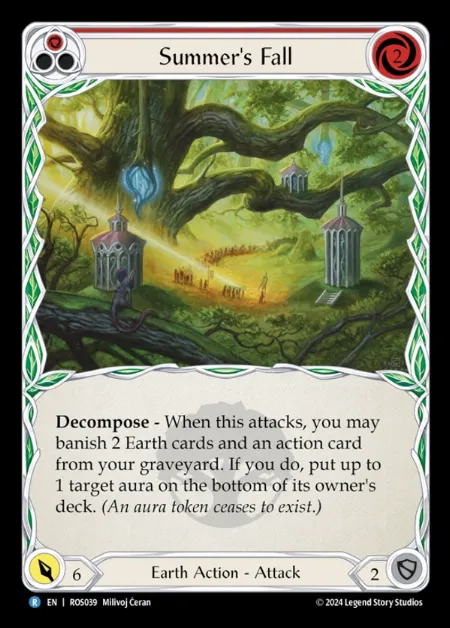 Summer's Fall
2
Decompose - When this attacks, you may
banish 2 Earth cards and an action card
from your graveyard. If you do, put up to
1 target aura on the bottom of its owner's
deck. (An aura token ceases to exist.)
6
Earth Action - Attack
2
R EN | ROS039 Milivoj Ćeran
© 2024 Legend Story Studios